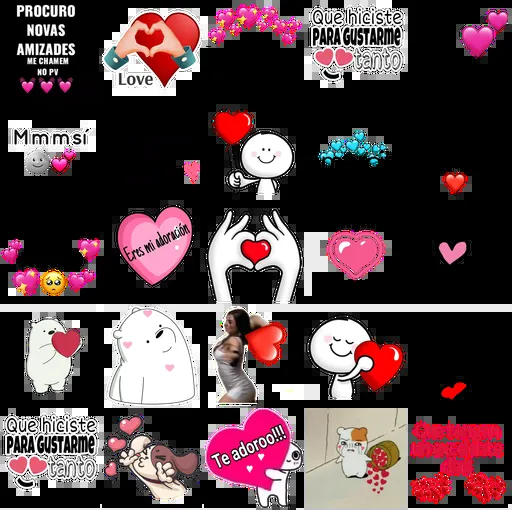 PROCURO
NOVAS
AMIZADES
ME CHAMEM
NO PV
Love
Que hiciste
PARA GUSTARME
tanto
Mmmsí
Eres mi adoración
Que hiciste
PARA GUSTARME
tanto
Te adoroo!!!